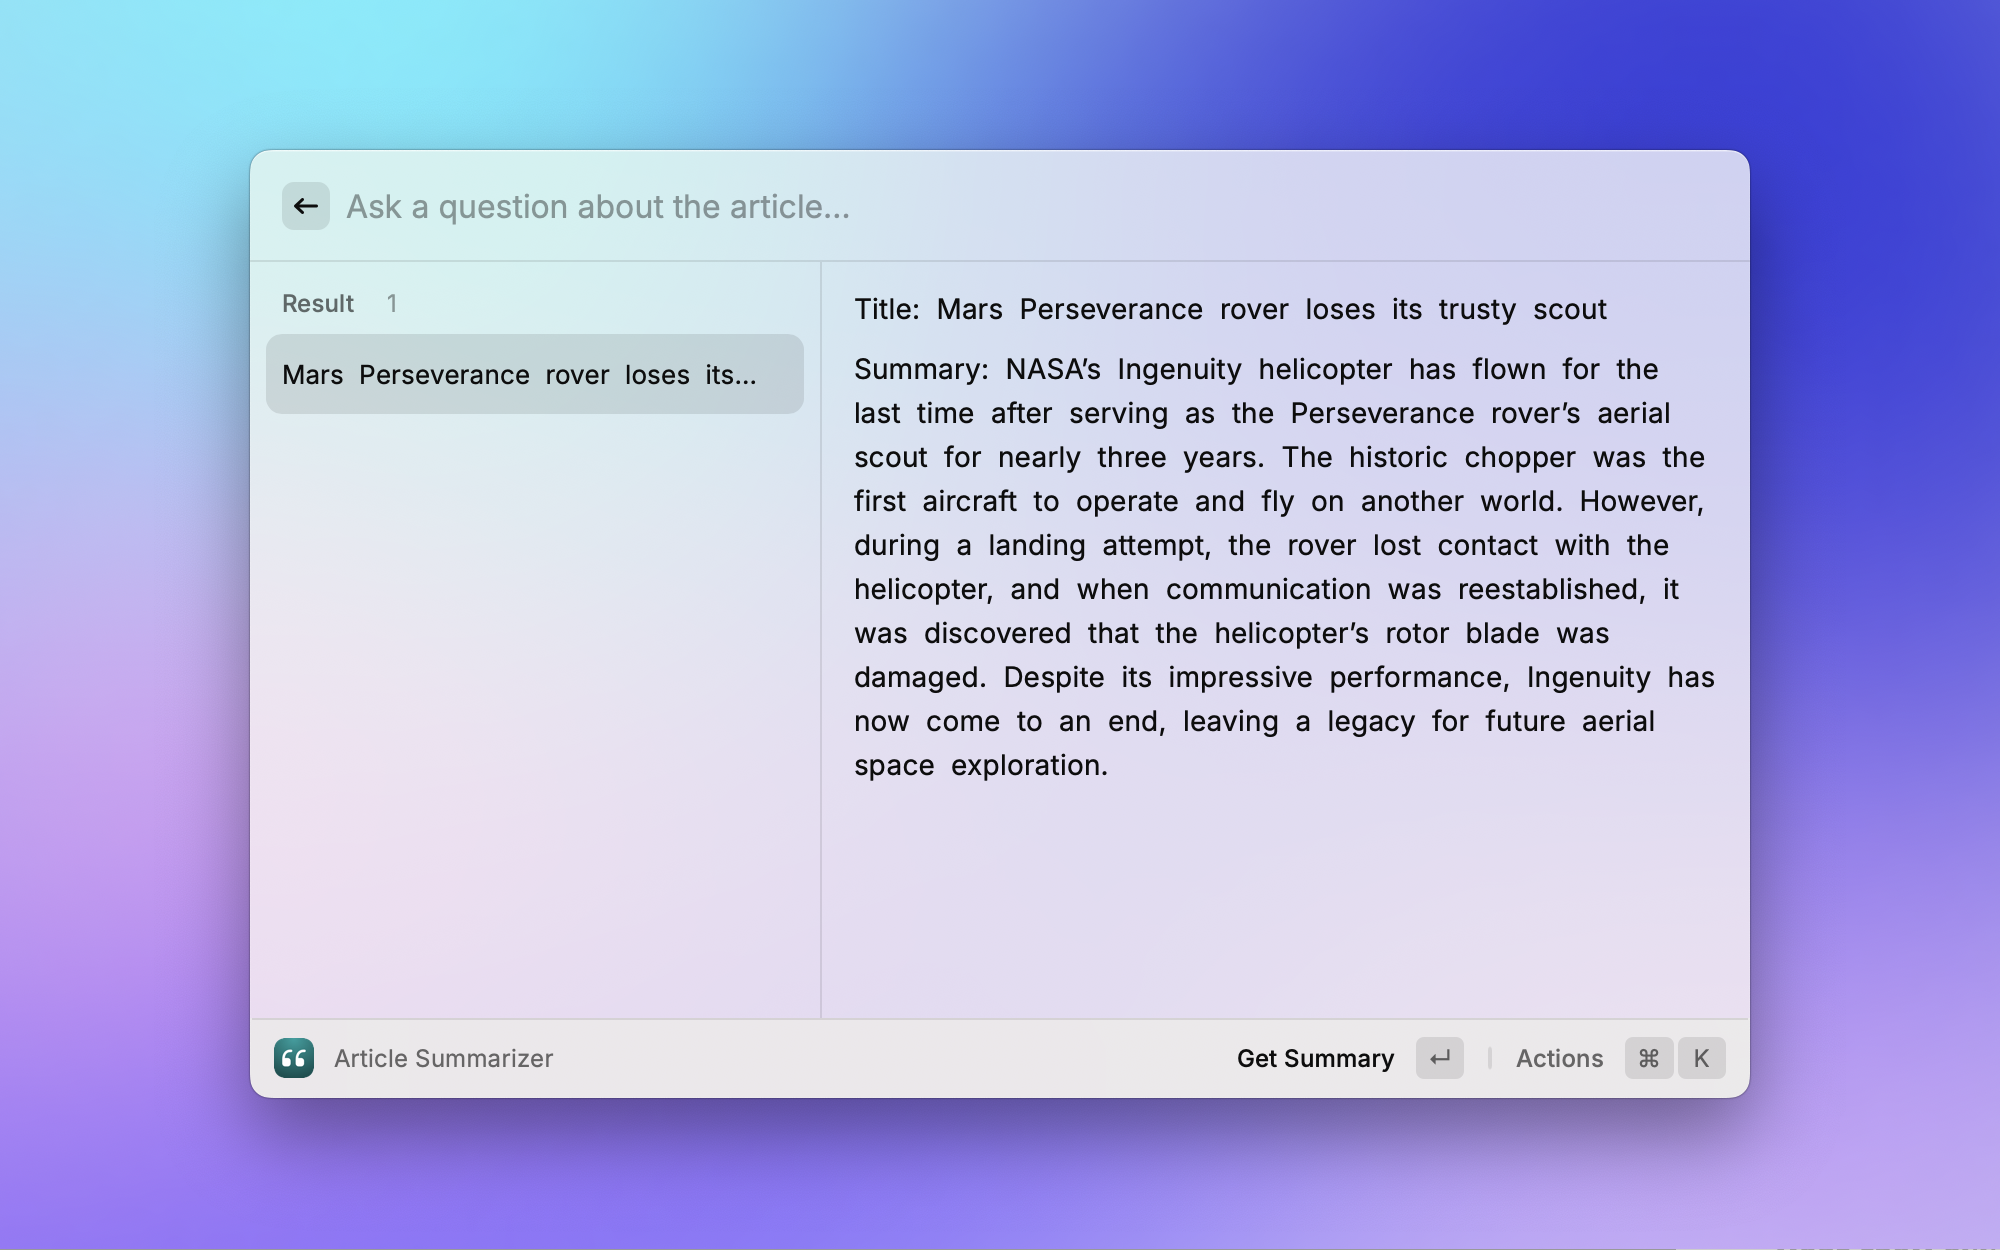 Ask a question about the article...
Result 1
Mars Perseverance rover loses its...
Title: Mars Perseverance rover loses its trusty scout
Summary: NASA’s Ingenuity helicopter has flown for the
last time after serving as the Perseverance rover’s aerial
scout for nearly three years. The historic chopper was the
first aircraft to operate and fly on another world. However,
during a landing attempt, the rover lost contact with the
helicopter, and when communication was reestablished, it
was discovered that the helicopter’s rotor blade was
damaged. Despite its impressive performance, Ingenuity has
now come to an end, leaving a legacy for future aerial
space exploration.
Article Summarizer
Get Summary ↵ Actions ⌘ K